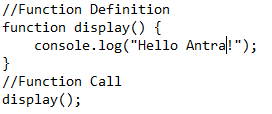 //Function Definition
function display() {
    console.log("Hello Antra!");
}
//Function Call
display();